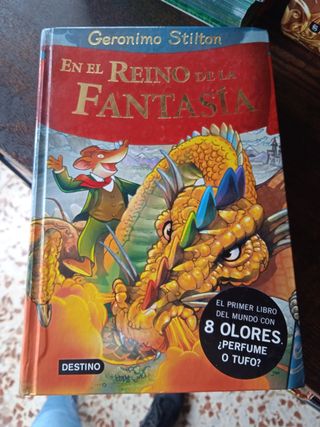 Geronimo Stilton
EN EL REINO DE LA
FANTASÍA
EL PRIMER LIBRO
DEL MUNDO CON
8 OLORES.
¿PERFUME
O TUFO?
DESTINO